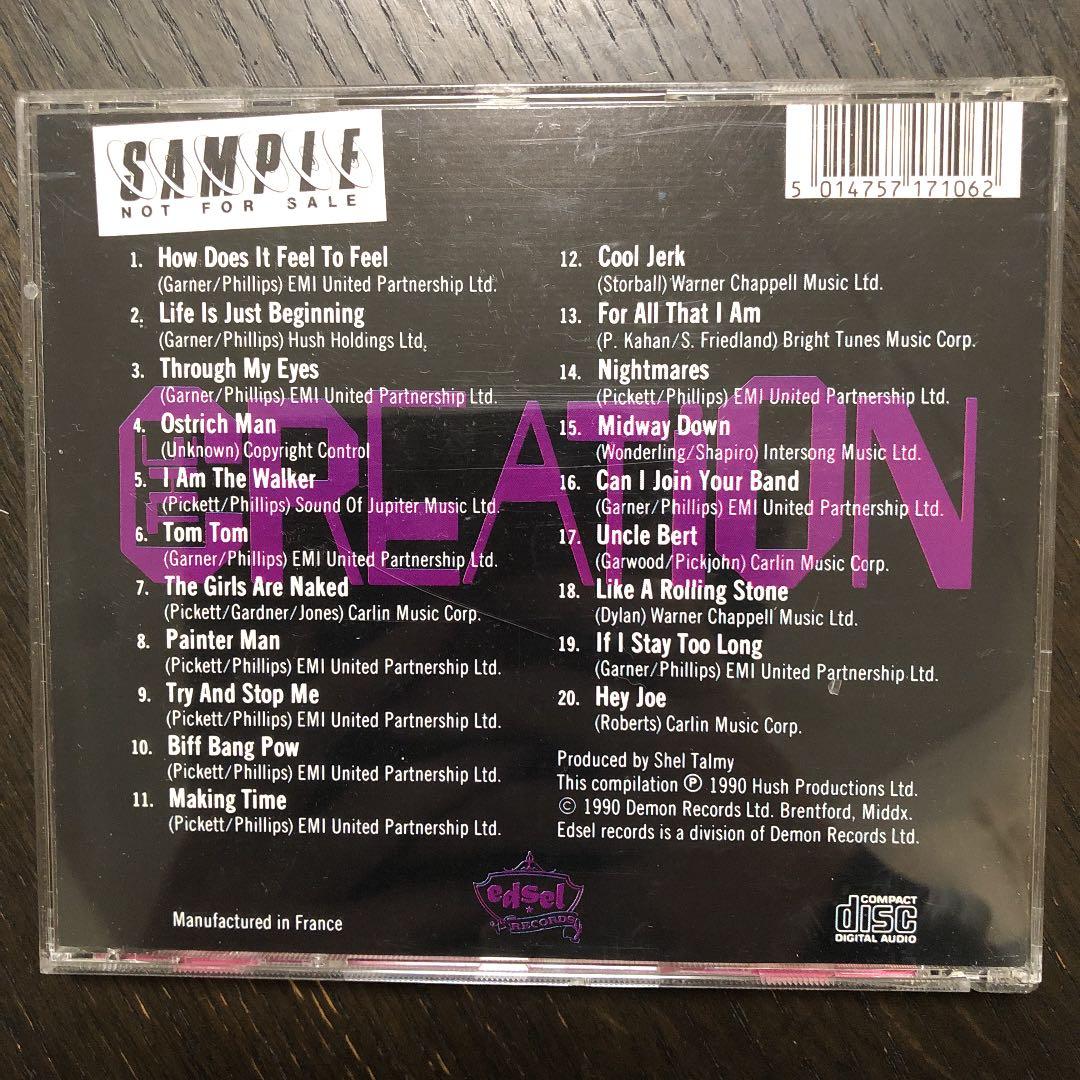 SAMPLE
NOT FOR SALE
5 014757 171062
1. How Does It Feel To Feel
(Garner/Phillips) EMI United Partnership Ltd.
2. Life Is Just Beginning
(Garner/Phillips) Hush Holdings Ltd.
3. Through My Eyes
(Garner/Phillips) EMI United Partnership Ltd.
4. Ostrich Man
(Unknown) Copyright Control
5. I Am The Walker
(Pickett/Phillips) Sound Of Jupiter Music Ltd.
6. Tom Tom
(Garner/Phillips) EMI United Partnership Ltd.
7. The Girls Are Naked
(Pickett/Gardner/Jones) Carlin Music Corp.
8. Painter Man
(Pickett/Phillips) EMI United Partnership Ltd.
9. Try And Stop Me
(Pickett/Phillips) EMI United Partnership Ltd.
10. Biff Bang Pow
(Pickett/Phillips) EMI United Partnership Ltd.
11. Making Time
(Pickett/Phillips) EMI United Partnership Ltd.
12. Cool Jerk
(Storball) Warner Chappell Music Ltd.
13. For All That I Am
(P. Kahan/S. Friedland) Bright Tunes Music Corp.
14. Nightmares
(Pickett/Phillips) EMI United Partnership Ltd.
15. Midway Down
(Wonderling/Shapiro) Intersong Music Ltd.
16. Can I Join Your Band
(Garner/Phillips) EMI United Partnership Ltd.
17. Uncle Bert
(Garwood/Pickjohn) Carlin Music Corp.
18. Like A Rolling Stone
(Dylan) Warner Chappell Music Ltd.
19. If I Stay Too Long
(Garner/Phillips) EMI United Partnership Ltd.
20. Hey Joe
(Roberts) Carlin Music Corp.
THE CREATION
Produced by Shel Talmy
This compilation ℗ 1990 Hush Productions Ltd.
© 1990 Demon Records Ltd. Brentford, Middx.
Edsel records is a division of Demon Records Ltd.
Manufactured in France
edsel
RECORDS
COMPACT
disc
DIGITAL AUDIO